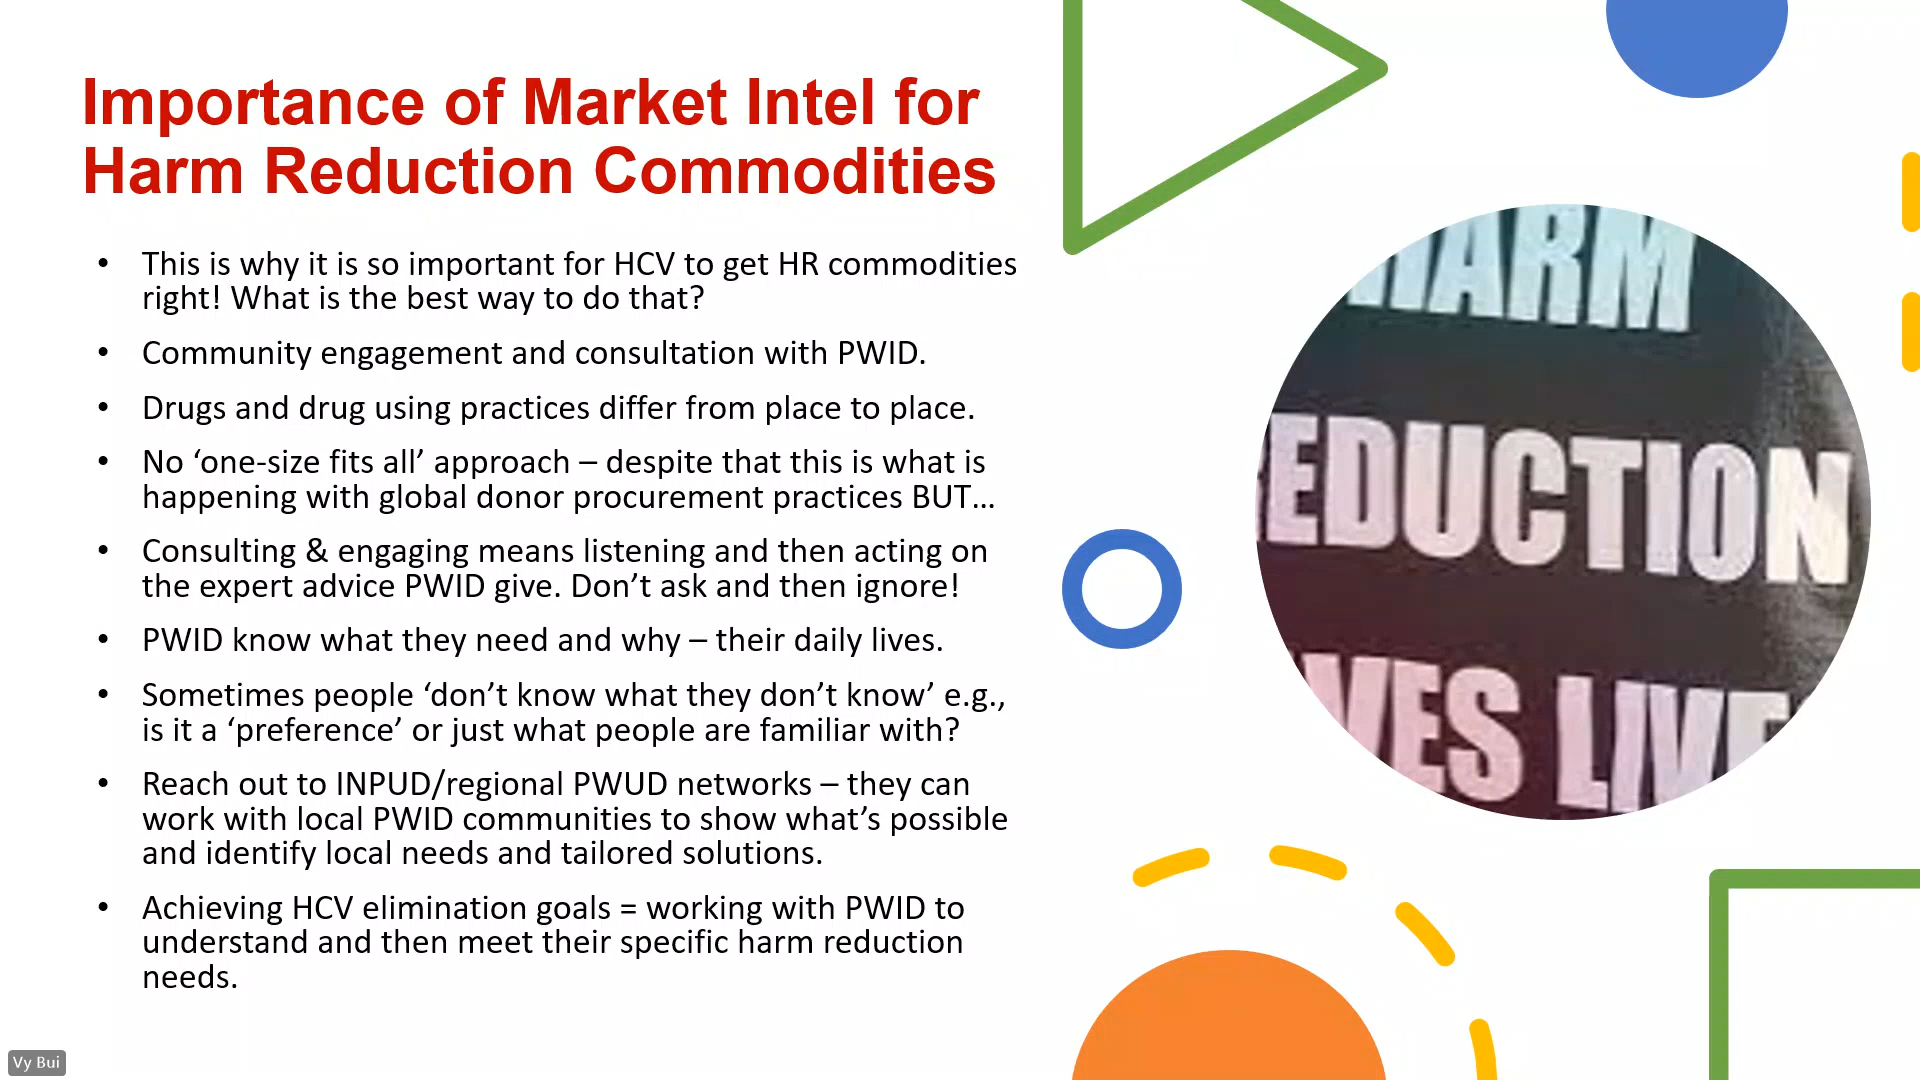 Importance of Market Intel for
Harm Reduction Commodities
• This is why it is so important for HCV to get HR commodities
right! What is the best way to do that?
• Community engagement and consultation with PWID.
• Drugs and drug using practices differ from place to place.
• No ‘one-size fits all’ approach – despite that this is what is
happening with global donor procurement practices BUT…
• Consulting & engaging means listening and then acting on
the expert advice PWID give. Don’t ask and then ignore!
• PWID know what they need and why – their daily lives.
• Sometimes people ‘don’t know what they don’t know’ e.g.,
is it a ‘preference’ or just what people are familiar with?
• Reach out to INPUD/regional PWUD networks – they can
work with local PWID communities to show what’s possible
and identify local needs and tailored solutions.
• Achieving HCV elimination goals = working with PWID to
understand and then meet their specific harm reduction
needs.
HARM
EDUCTION
VES LIVE
Vy Bui